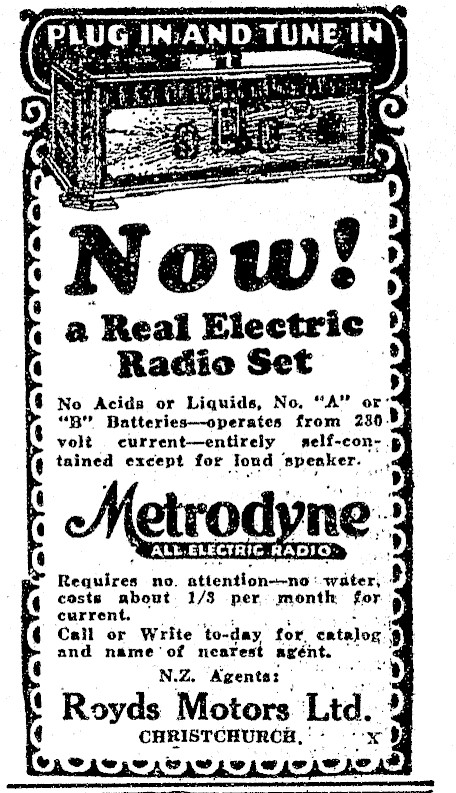 PLUG IN AND TUNE IN
Now!
a Real Electric
Radio Set
No Acids or Liquids, No. "A" or
"B" Batteries—operates from 230
volt current—entirely self-con-
tained except for loud speaker.
Metrodyne
ALL ELECTRIC RADIO
Requires no attention—no water,
costs about 1/3 per month for
current.
Call or Write to-day for catalog
and name of nearest agent.
N.Z. Agents:
Royds Motors Ltd.
CHRISTCHURCH. X